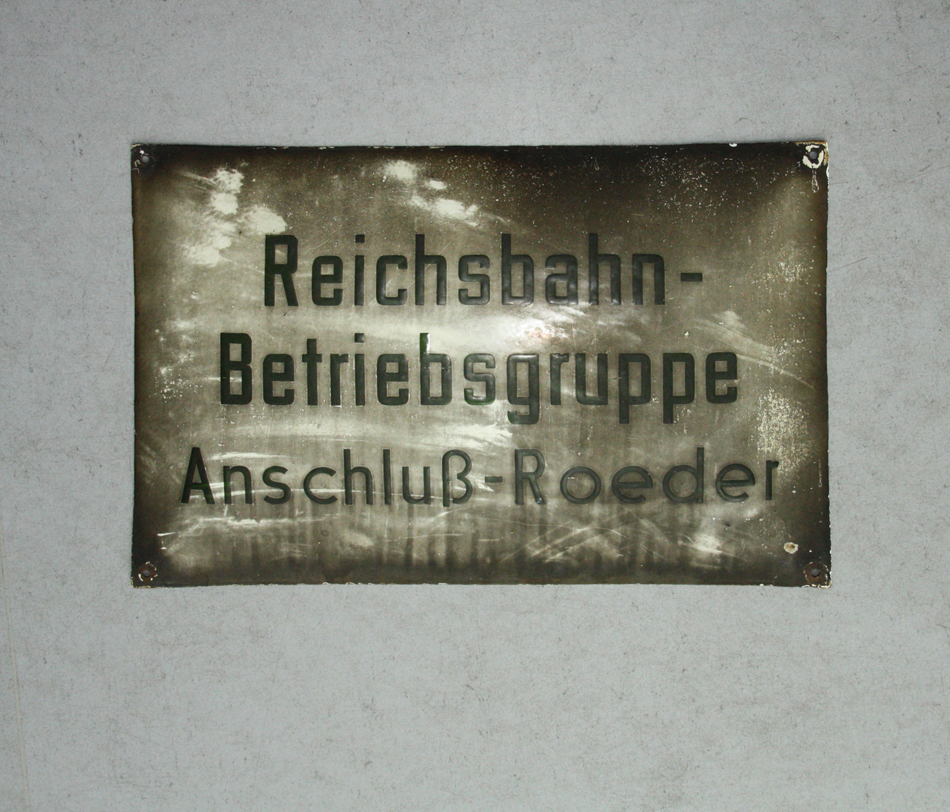 Reichsbahn-
Betriebsgruppe
Anschluß-Roeder